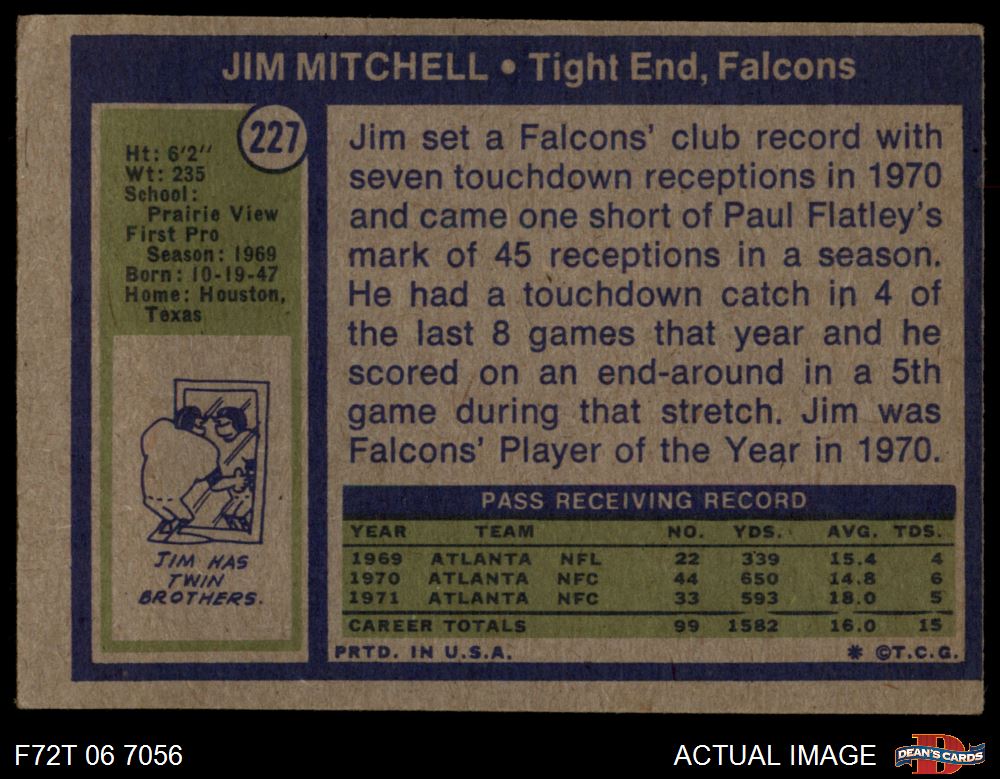 JIM MITCHELL • Tight End, Falcons
227
Ht: 6'2"
Wt: 235
School:
Prairie View
First Pro
Season: 1969
Born: 10-19-47
Home: Houston,
Texas
JIM HAS
TWIN
BROTHERS.
Jim set a Falcons' club record with
seven touchdown receptions in 1970
and came one short of Paul Flatley's
mark of 45 receptions in a season.
He had a touchdown catch in 4 of
the last 8 games that year and he
scored on an end-around in a 5th
game during that stretch. Jim was
Falcons' Player of the Year in 1970.
PASS RECEIVING RECORD
YEAR TEAM NO. YDS. AVG. TDS.
1969 ATLANTA NFL 22 339 15.4 4
1970 ATLANTA NFC 44 650 14.8 6
1971 ATLANTA NFC 33 593 18.0 5
CAREER TOTALS 99 1582 16.0 15
PRTD. IN U.S.A. * ©T.C.G.
F72T 06 7056 ACTUAL IMAGE DEAN'S CARDS